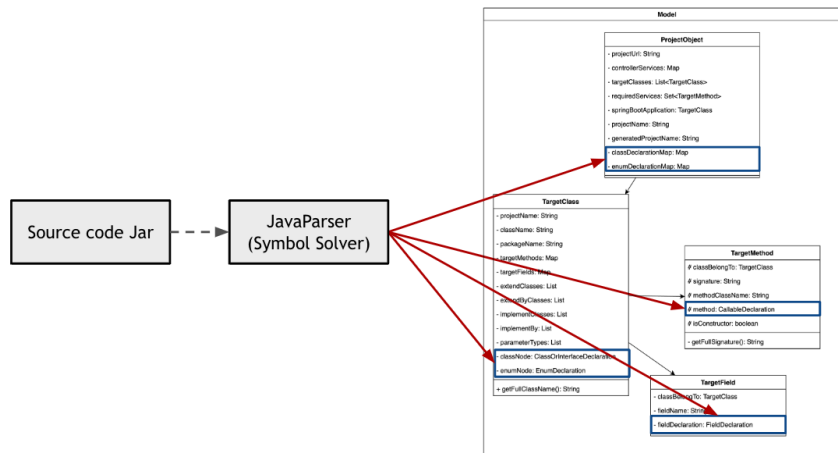 Model
ProjectObject
- projectUrl: String
- controllerServices: Map
- targetClasses: List<TargetClass>
- requiredServices: Set<TargetMethod>
- springBootApplication: TargetClass
- projectName: String
- generatedProjectName: String
- classDeclarationMap: Map
- enumDeclarationMap: Map
Source code Jar
JavaParser
(Symbol Solver)
TargetClass
- projectName: String
- className: String
- packageName: String
- targetMethods: Map
- targetFields: Map
- extendClasses: List
- extendByClasses: List
- implementClasses: List
- implementBy: List
- parameterTypes: List
- classNode: ClassOrInterfaceDeclaration
- enumNode: EnumDeclaration
+ getFullClassName(): String
TargetMethod
# classBelongTo: TargetClass
# signature: String
# methodClassName: String
# method: CallableDeclaration
# isConstructor: boolean
- getFullSignature(): String
TargetField
- classBelongTo: TargetClass
- fieldName: String
- fieldDeclaration: FieldDeclaration